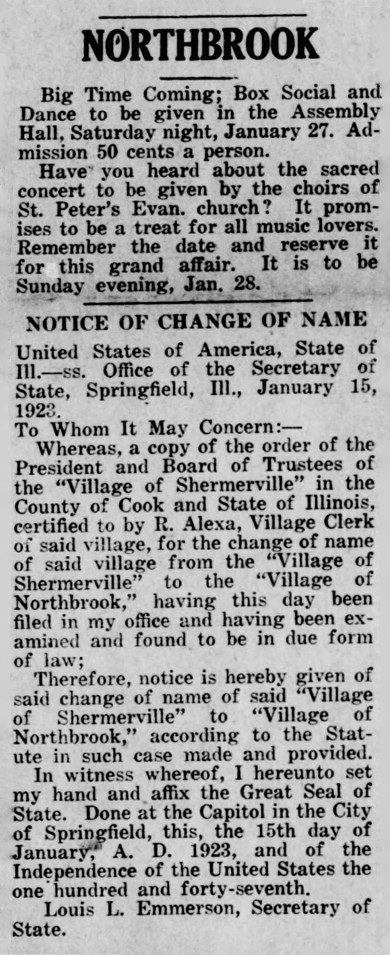 NORTHBROOK
Big Time Coming; Box Social and
Dance to be given in the Assembly
Hall, Saturday night, January 27. Ad-
mission 50 cents a person.
Have you heard about the sacred
concert to be given by the choirs of
St. Peter's Evan. church? It prom-
ises to be a treat for all music lovers.
Remember the date and reserve it
for this grand affair. It is to be
Sunday evening, Jan. 28.
NOTICE OF CHANGE OF NAME
United States of America, State of
Ill.—ss. Office of the Secretary of
State, Springfield, Ill., January 15,
1923.
To Whom It May Concern:—
Whereas, a copy of the order of the
President and Board of Trustees of
the "Village of Shermerville" in the
County of Cook and State of Illinois,
certified to by R. Alexa, Village Clerk
of said village, for the change of name
of said village from the "Village of
Shermerville" to the "Village of
Northbrook," having this day been
filed in my office and having been ex-
amined and found to be in due form
of law;
Therefore, notice is hereby given of
said change of name of said "Village
of Shermerville" to "Village of
Northbrook," according to the Stat-
ute in such case made and provided.
In witness whereof, I hereunto set
my hand and affix the Great Seal of
State. Done at the Capitol in the City
of Springfield, this, the 15th day of
January, A. D. 1923, and of the
Independence of the United States the
one hundred and forty-seventh.
Louis L. Emmerson, Secretary of
State.